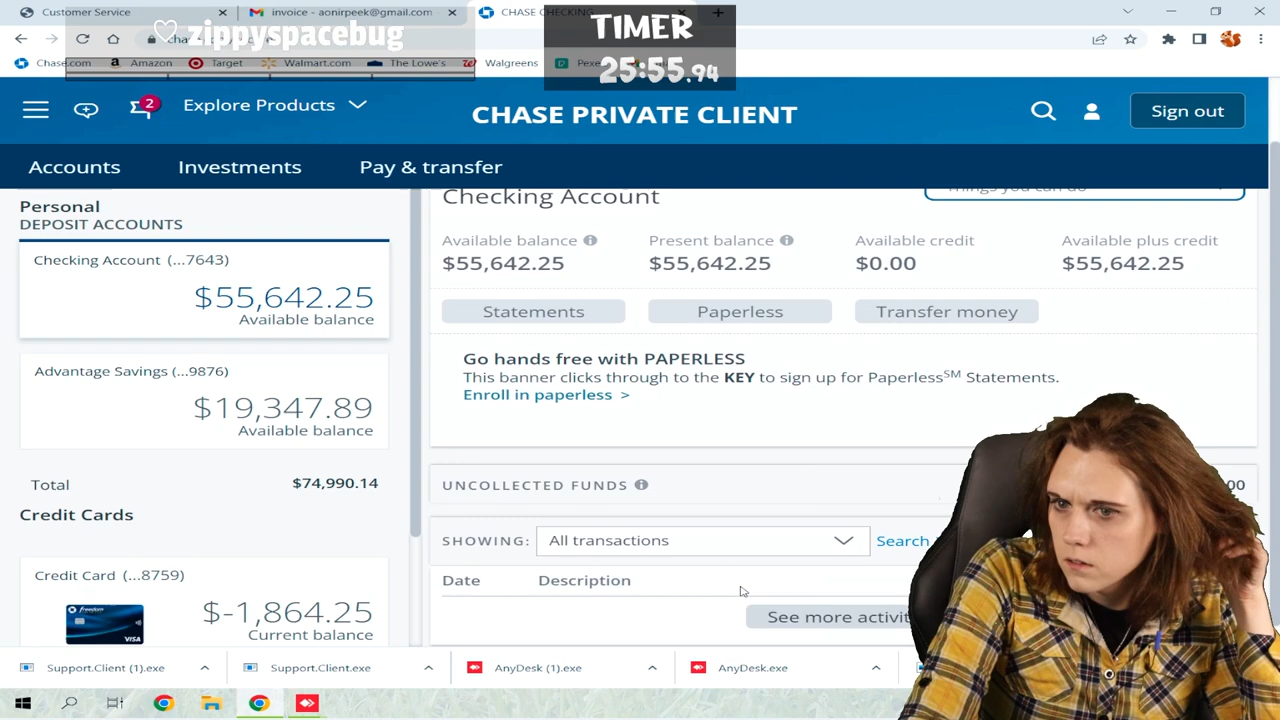 Customer Service
invoice - aonirpeek@gmail.com
CHASE CHECKING
TIMER
25:55.94
♡ zippyspacebug
Chase.com
Amazon
Target
Walmart.com
The Lowe's
Walgreens
2
Explore Products
CHASE PRIVATE CLIENT
Sign out
Accounts
Investments
Pay & transfer
Personal
DEPOSIT ACCOUNTS
Checking Account (...7643)
$55,642.25
Available balance
Advantage Savings (...9876)
$19,347.89
Available balance
Total $74,990.14
Credit Cards
Credit Card (...8759)
freedom
VISA
$-1,864.25
Current balance
Checking Account
Things you can do
Available balance
Present balance
Available credit
Available plus credit
$55,642.25
$55,642.25
$0.00
$55,642.25
Statements
Paperless
Transfer money
Go hands free with PAPERLESS
This banner clicks through to the KEY to sign up for Paperless℠ Statements.
Enroll in paperless >
UNCOLLECTED FUNDS
SHOWING:
All transactions
Search
Date
Description
See more activit
Support.Client (1).exe
Support.Client.exe
AnyDesk (1).exe
AnyDesk.exe